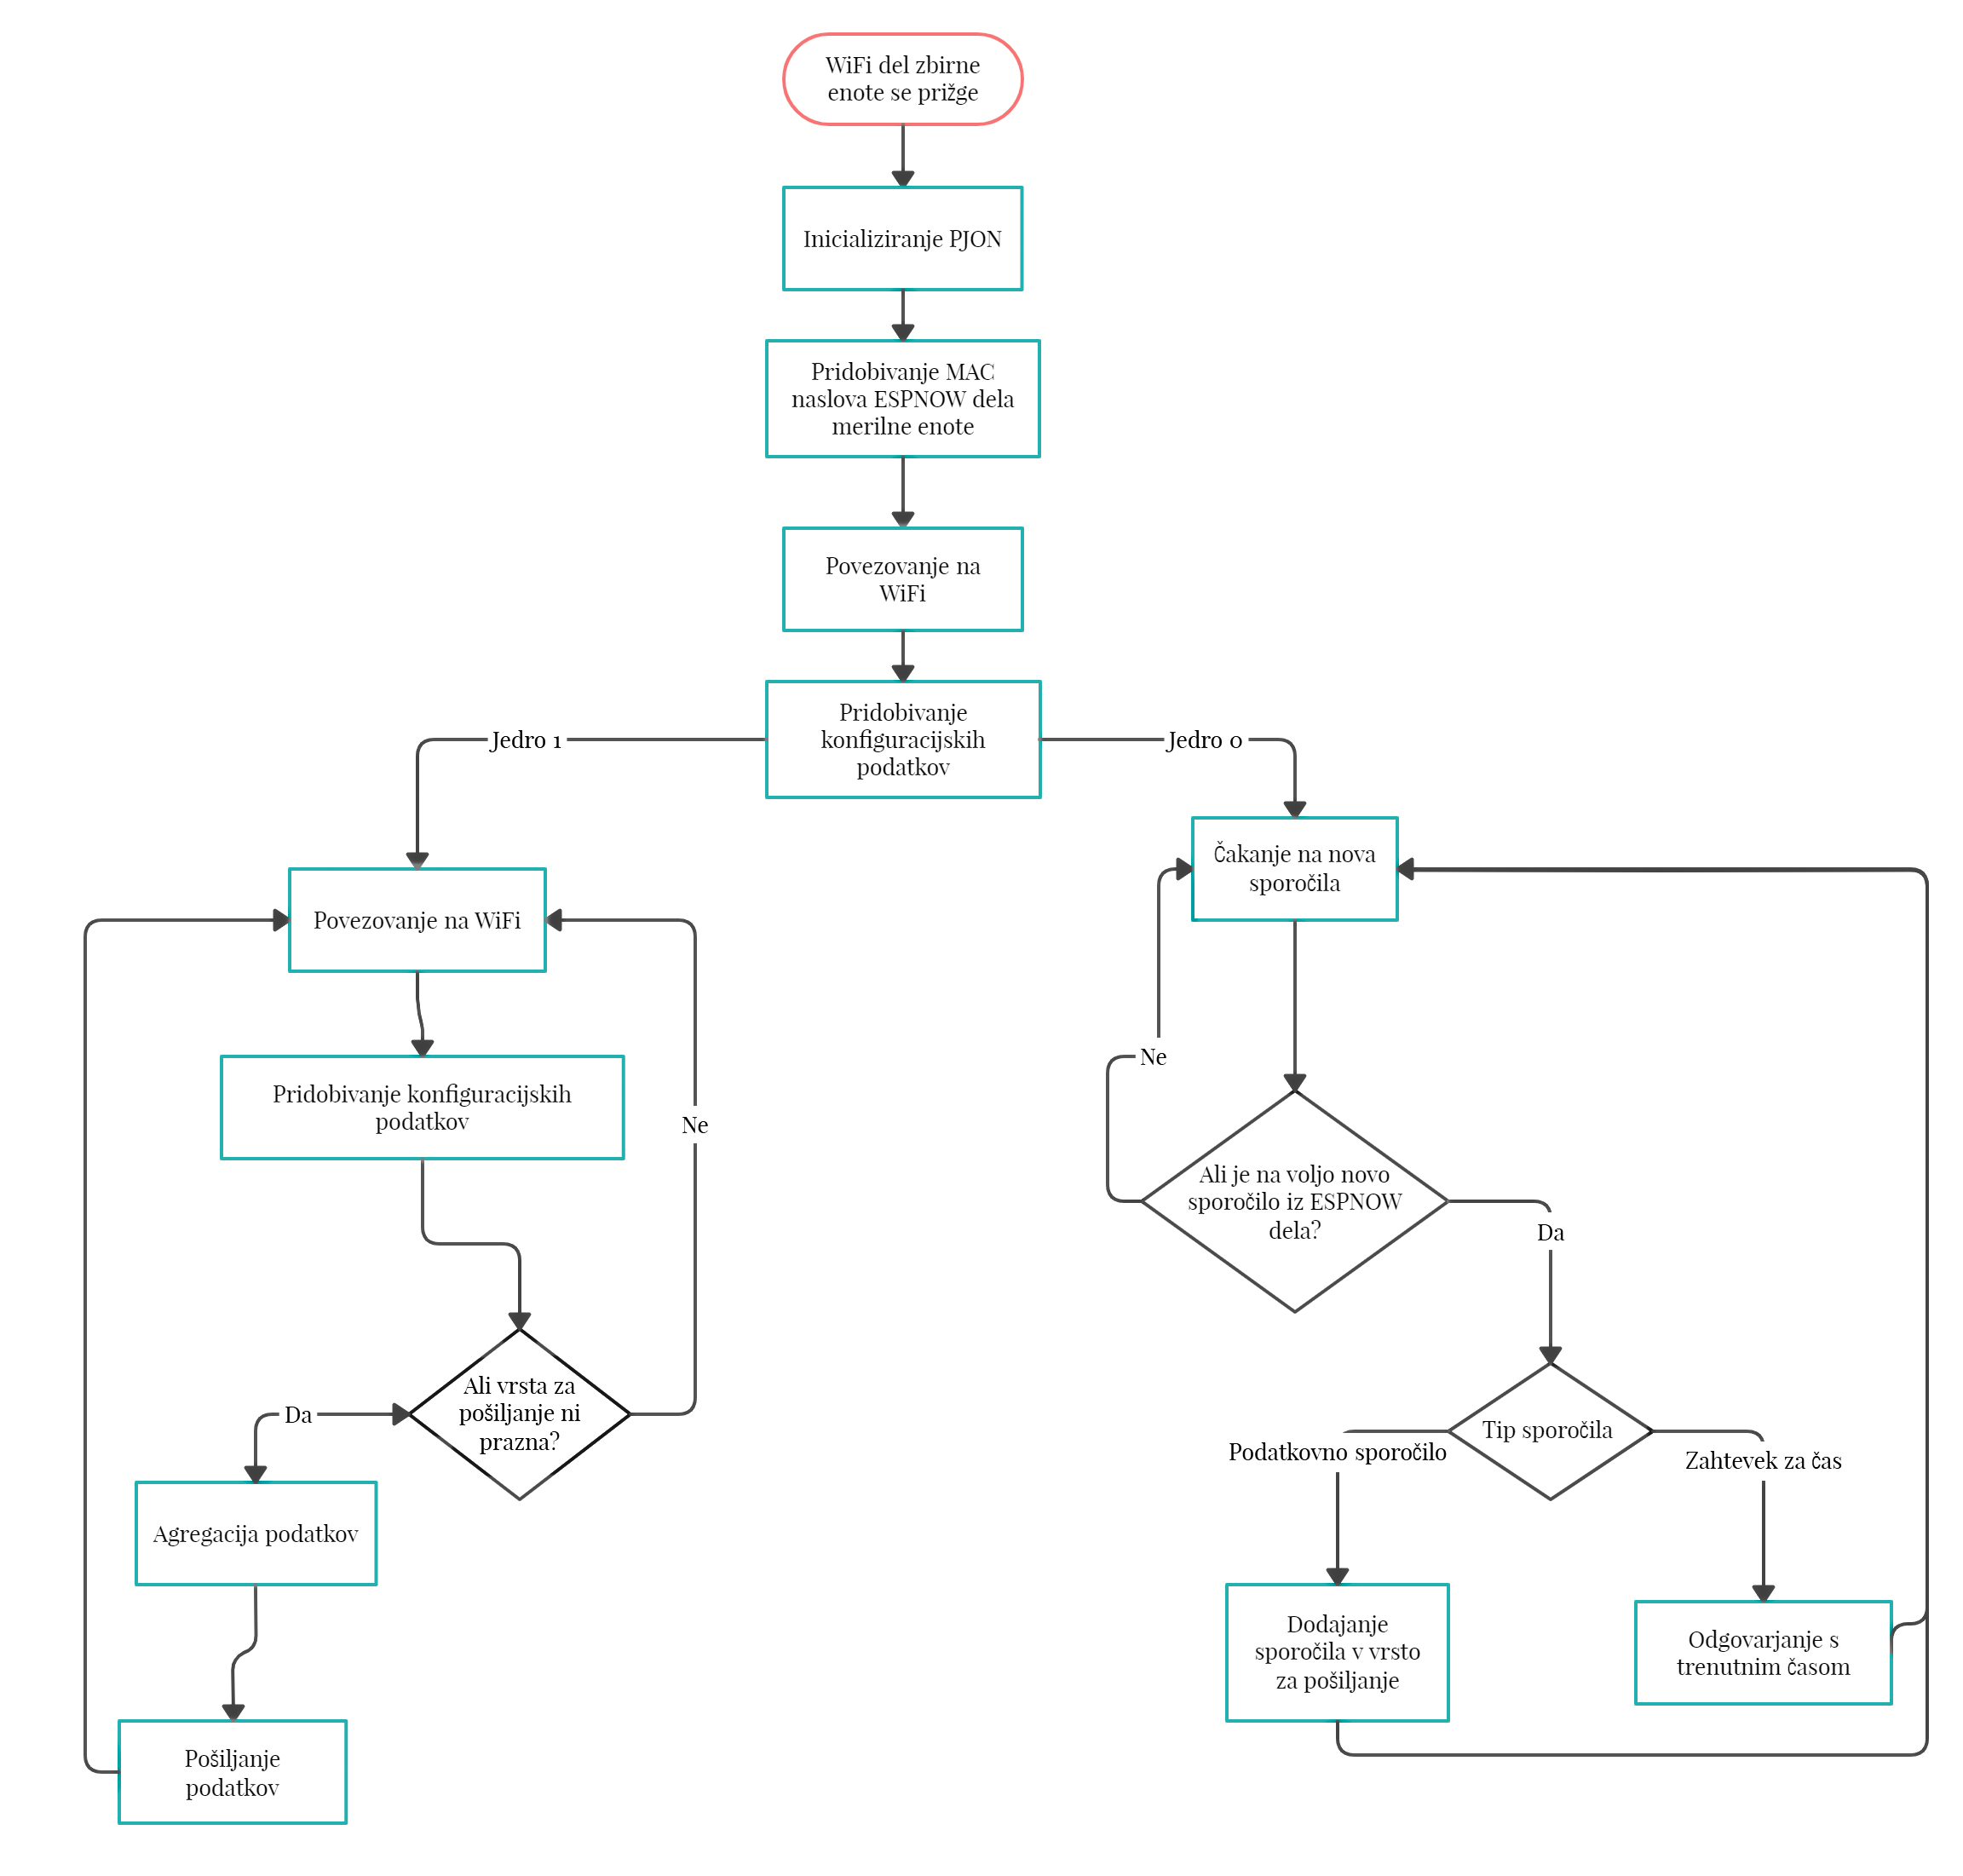 WiFi del zbirne
enote se prižge
Inicializiranje PJON
Pridobivanje MAC
naslova ESPNOW dela
merilne enote
Povezovanje na
WiFi
Pridobivanje
konfiguracijskih
podatkov
Jedro 1
Jedro 0
Povezovanje na WiFi
Pridobivanje konfiguracijskih
podatkov
Ne
Ali vrsta za
pošiljanje ni
prazna?
Da
Agregacija podatkov
Pošiljanje
podatkov
Čakanje na nova
sporočila
Ne
Ali je na voljo novo
sporočilo iz ESPNOW
dela?
Da
Tip sporočila
Podatkovno sporočilo
Zahtevek za čas
Dodajanje
sporočila v vrsto
za pošiljanje
Odgovarjanje s
trenutnim časom